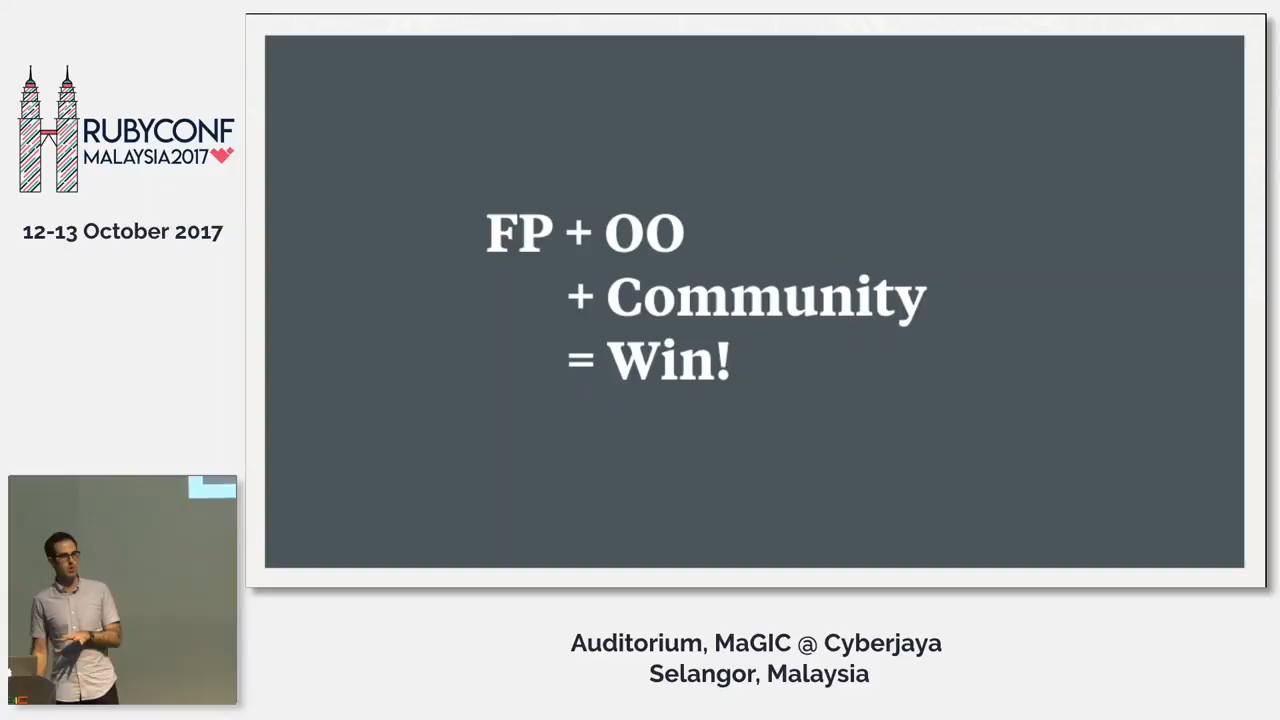 RUBYCONF
MALAYSIA2017
12-13 October 2017
FP + OO
+ Community
= Win!
Auditorium, MaGIC @ Cyberjaya
Selangor, Malaysia